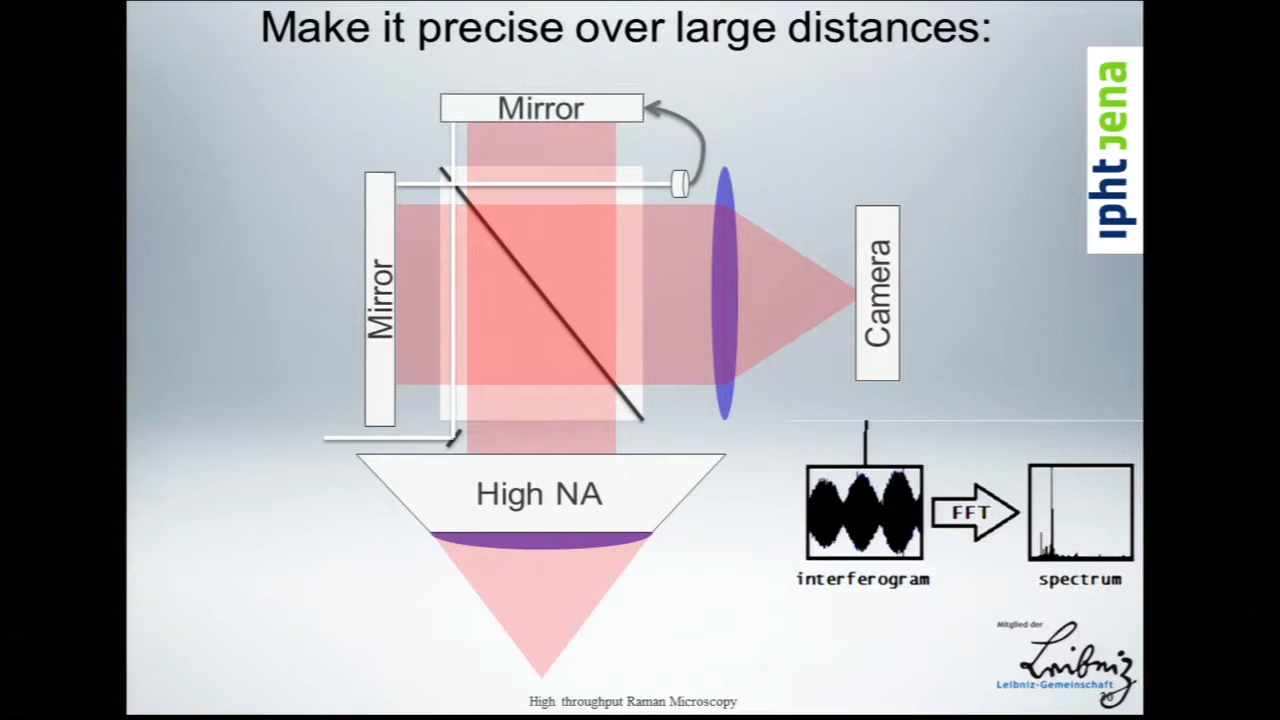 Make it precise over large distances:
Mirror
ipht jena
Mirror
Camera
High NA
FFT
interferogram
spectrum
Mitglied der
Leibniz
Leibniz-Gemeinschaft
High throughput Raman Microscopy